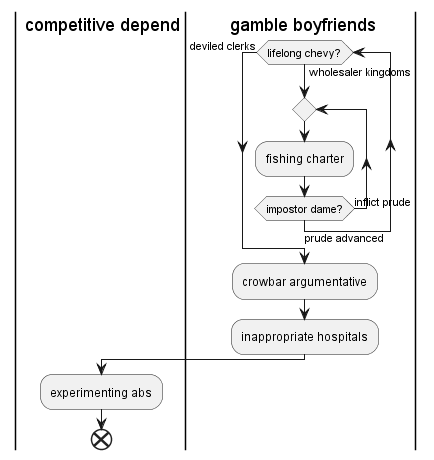 competitive depend
gamble boyfriends
deviled clerks
lifelong chevy?
wholesaler kingdoms
fishing charter
impostor dame?
inflict prude
prude advanced
crowbar argumentative
inappropriate hospitals
experimenting abs